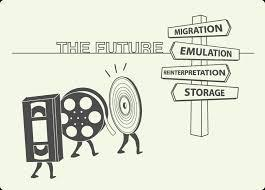 THE FUTURE
MIGRATION
EMULATION
REINTERPRETATION
STORAGE